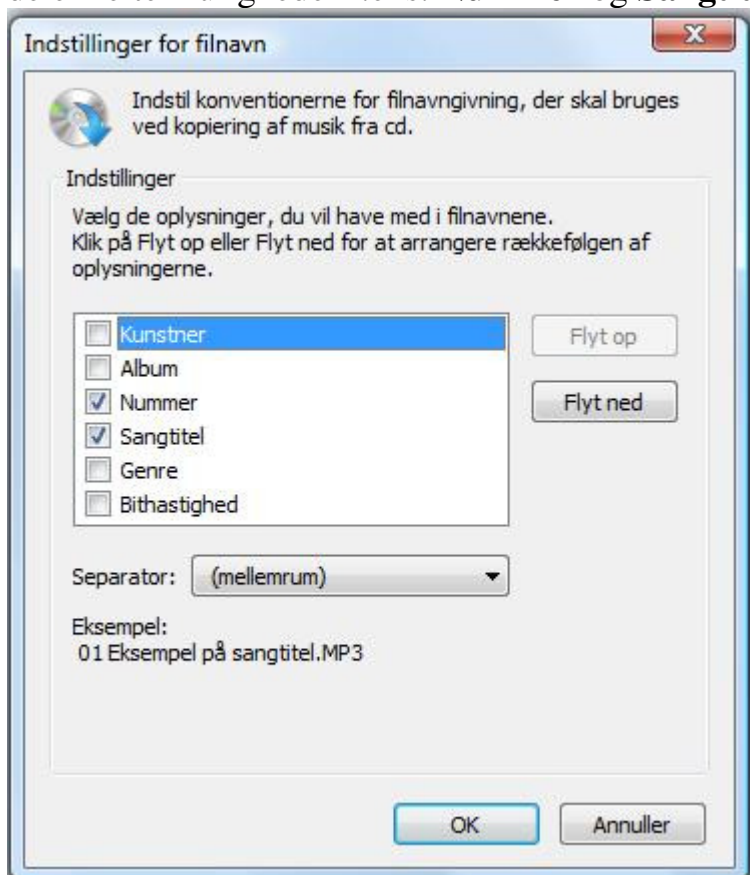 og
Indstillinger for filnavn
Indstil konventionerne for filnavngivning, der skal bruges
ved kopiering af musik fra cd.
Indstillinger
Vælg de oplysninger, du vil have med i filnavnene.
Klik på Flyt op eller Flyt ned for at arrangere rækkefølgen af
oplysningerne.
Kunstner
Flyt op
Album
Nummer
Flyt ned
Sangtitel
Genre
Bithastighed
Separator: (mellemrum)
Eksempel:
01 Eksempel på sangtitel.MP3
OK Annuller